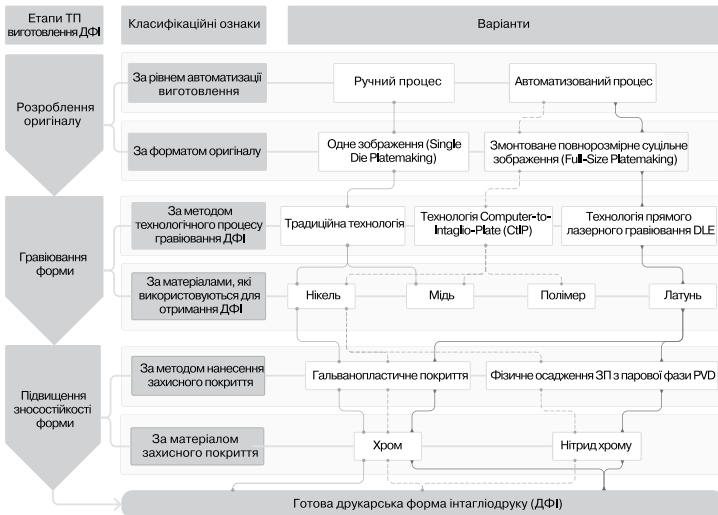 Етапи ТП
виготовлення ДФІ
Класифікаційні ознаки
Варіанти
Розроблення
оригіналу
За рівнем автоматизації
виготовлення
Ручний процес
Автоматизований процес
За форматом оригіналу
Одне зображення (Single
Die Platemaking)
Змонтоване повнорозмірне суцільне
зображення (Full-Size Platemaking)
Гравіювання
форми
За методом
технологічного процесу
гравіювання ДФІ
Традиційна технологія
Технологія Computer-to-
Intaglio-Plate (CtIP)
Технологія прямого
лазерного гравіювання DLE
За матеріалами, які
використовуються для
отримання ДФІ
Нікель
Мідь
Полімер
Латунь
Підвищення
зносостійкості
форми
За методом нанесення
захисного покриття
Гальванопластичне покриття
Фізичне осадження ЗП з парової фази PVD
За матеріалом
захисного покриття
Хром
Нітрид хрому
Готова друкарська форма інтагліодруку (ДФІ)